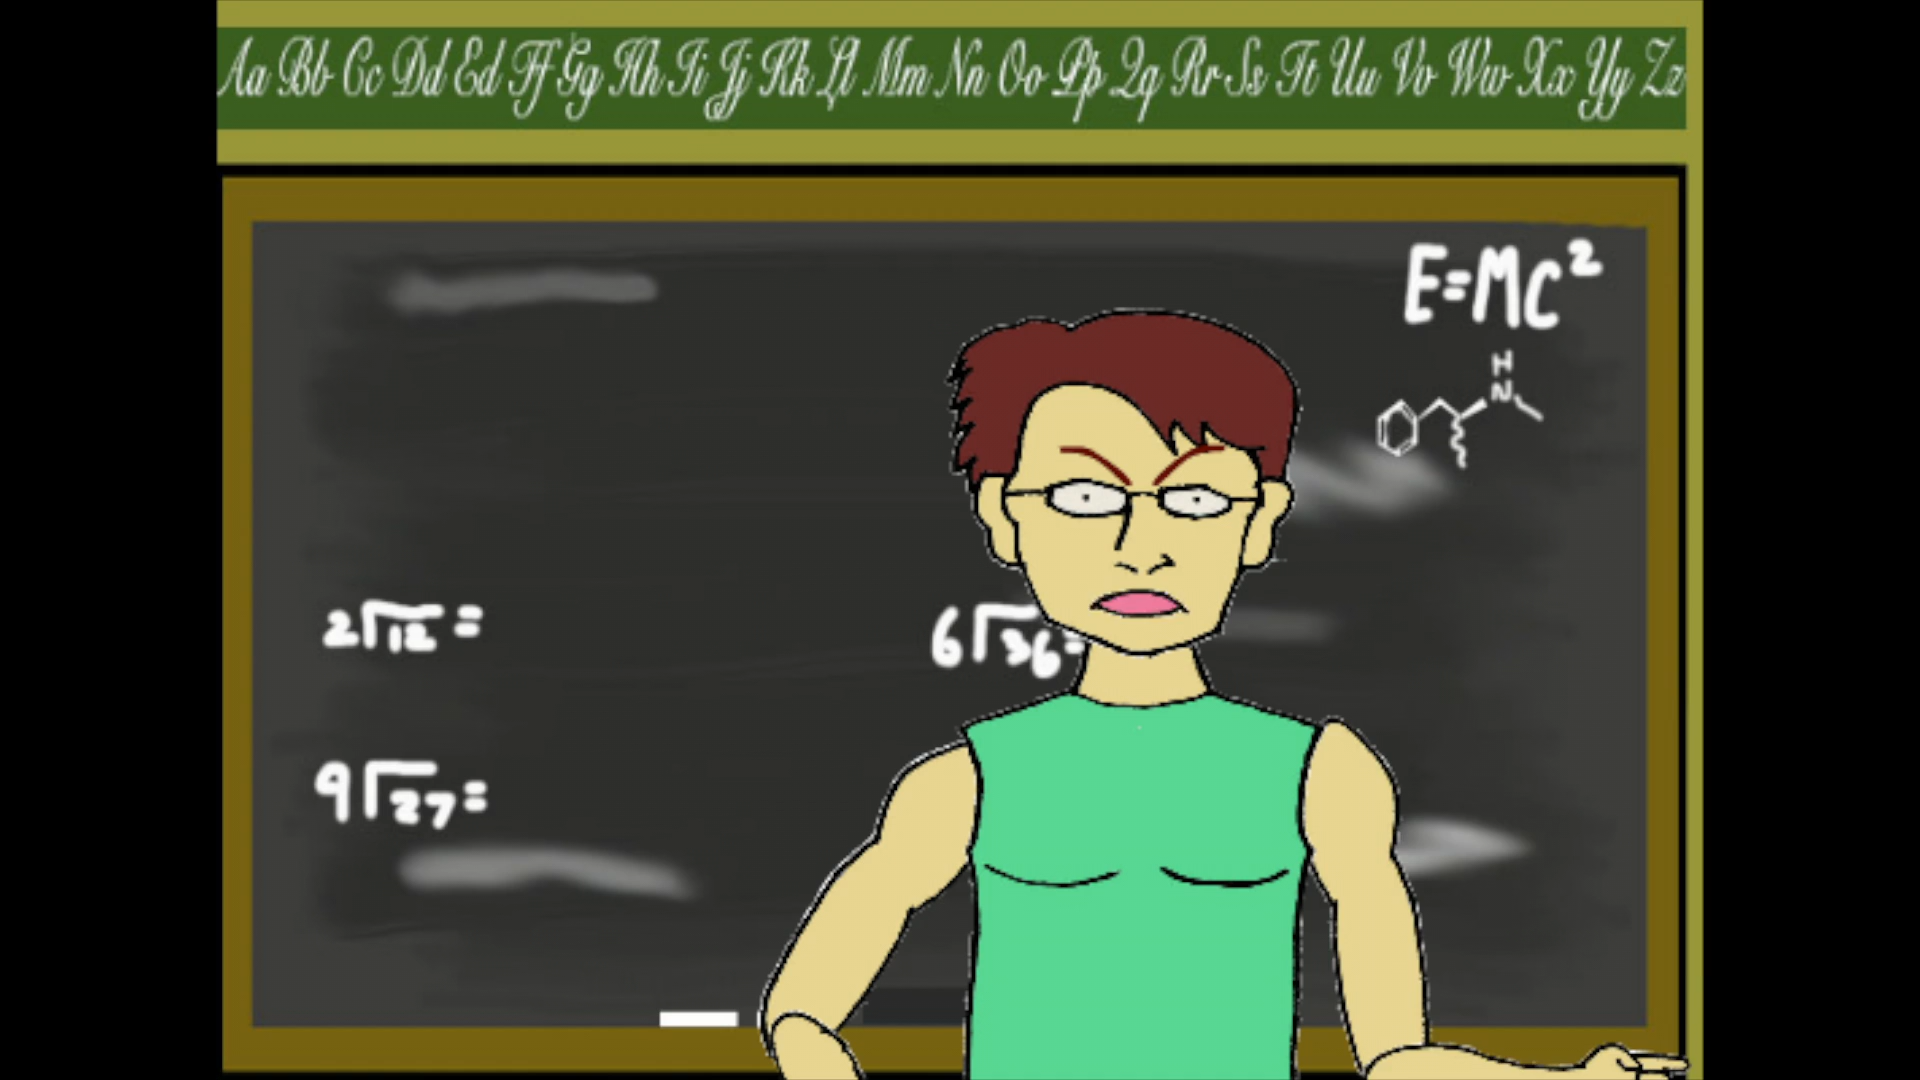 Aa Bb Cc Dd Ed Ff Gg Hh Ii Jj Kk Ll Mm Nn Oo Pp Qq Rr Ss Tt Uu Vv Ww Xx Yy Zz
E=MC²
H
N
2√12=
6√36=
9√27=